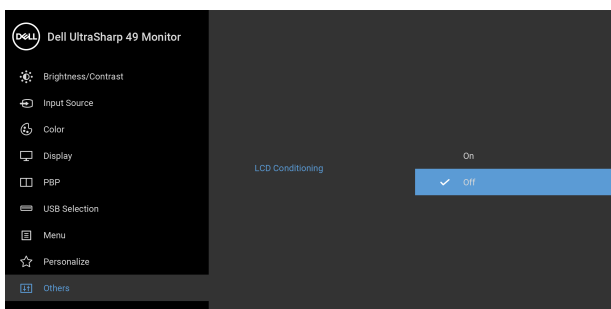 DELL
Dell UltraSharp 49 Monitor
Brightness/Contrast
Input Source
Color
Display
PBP
USB Selection
Menu
Personalize
Others
LCD Conditioning
On
Off